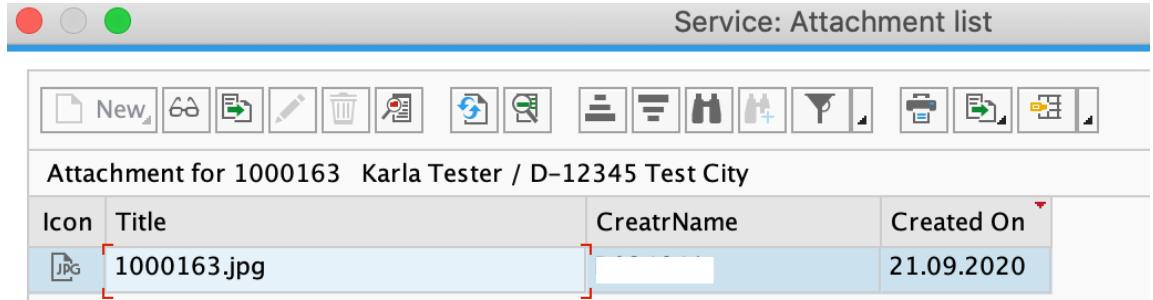 Service: Attachment list
New
Attachment for 1000163 Karla Tester / D-12345 Test City
Icon Title CreatrName Created On
JPG 1000163.jpg 21.09.2020